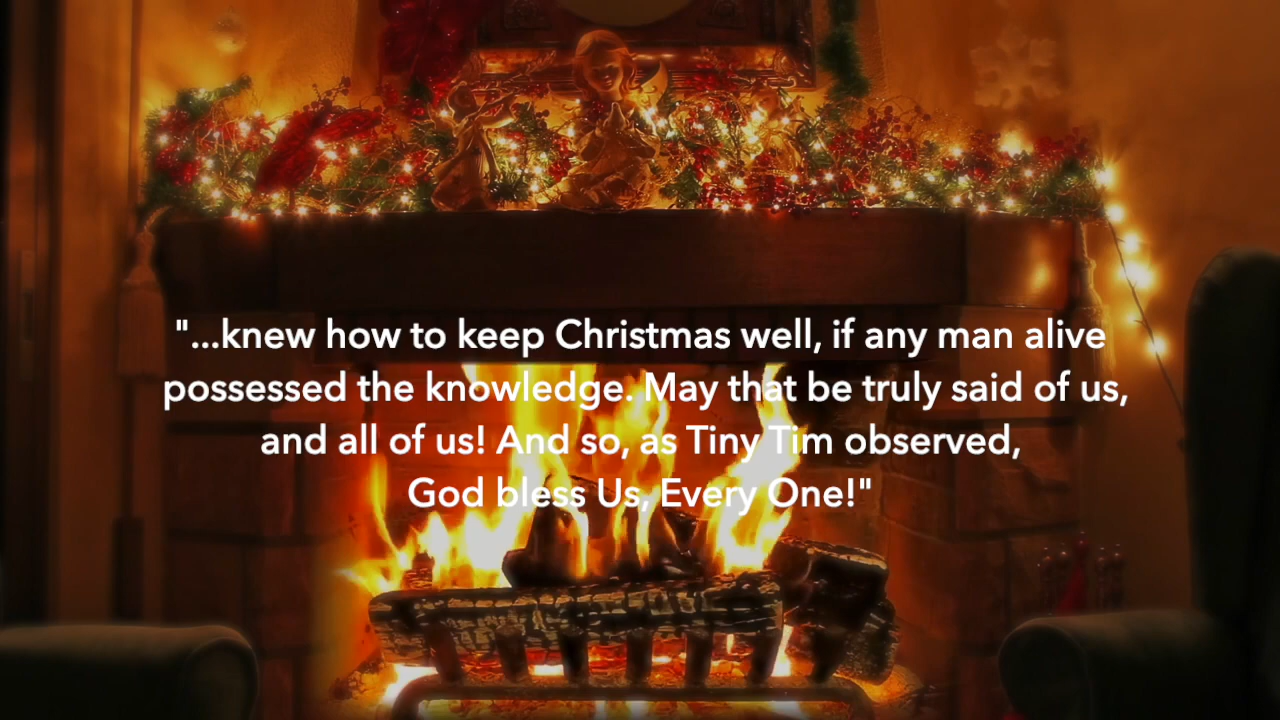 "...knew how to keep Christmas well, if any man alive
possessed the knowledge. May that be truly said of us,
and all of us! And so, as Tiny Tim observed,
God bless Us, Every One!"